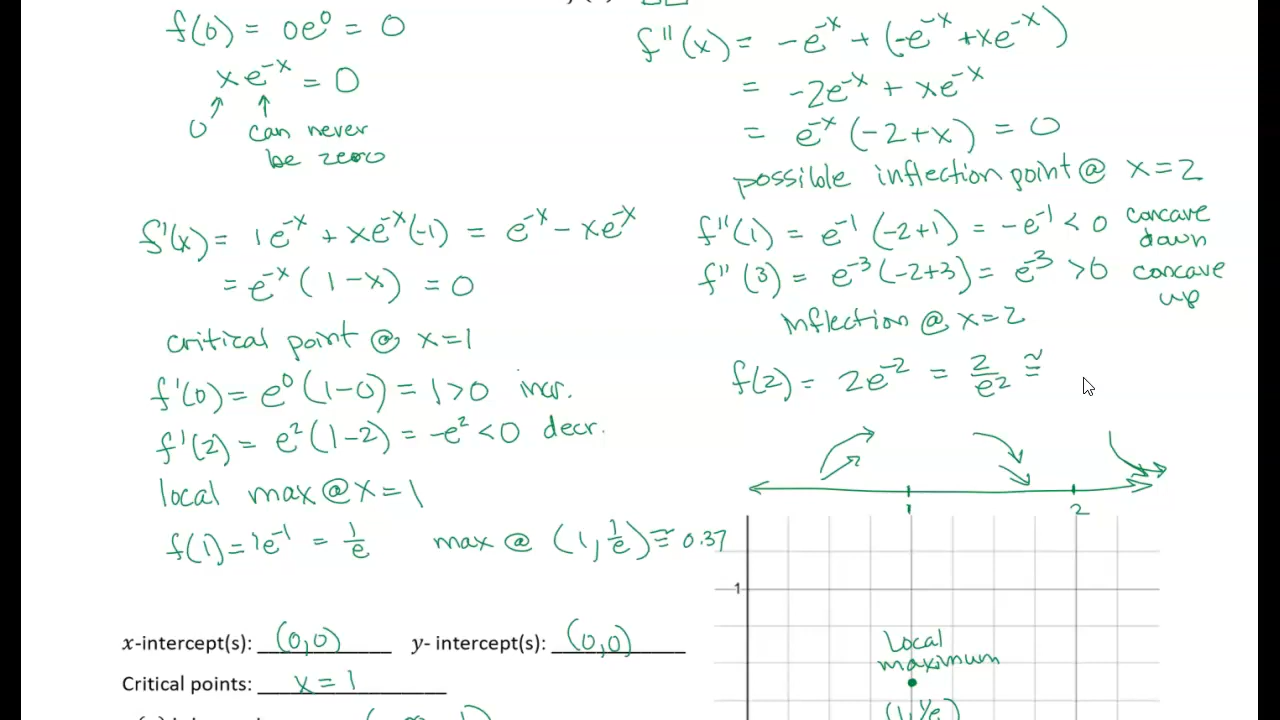 f(0) = 0e⁰ = 0
xe⁻ˣ = 0
0 can never
be zero
f'(x) = 1e⁻ˣ + xe⁻ˣ(-1) = e⁻ˣ - xe⁻ˣ
= e⁻ˣ(1-x) = 0
critical point @ x=1
f'(0) = e⁰(1-0) = 1>0 incr.
f'(2) = e²(1-2) = -e² <0 decr.
local max @ x=1
f(1) = 1e⁻¹ = 1/e max @ (1, 1/e) ≅ 0.37
f''(x) = -e⁻ˣ + (-e⁻ˣ + xe⁻ˣ)
= -2e⁻ˣ + xe⁻ˣ
= e⁻ˣ(-2+x) = 0
possible inflection point @ x=2
f''(1) = e⁻¹(-2+1) = -e⁻¹ < 0 concave
down
f''(3) = e⁻³(-2+3) = e⁻³ >0 concave
up
inflection @ x=2
f(2) = 2e⁻² = 2/e² ≅
1 2
1
Local
maximum
(1, 1/e)
x-intercept(s): (0,0) y- intercept(s): (0,0)
Critical points: x = 1